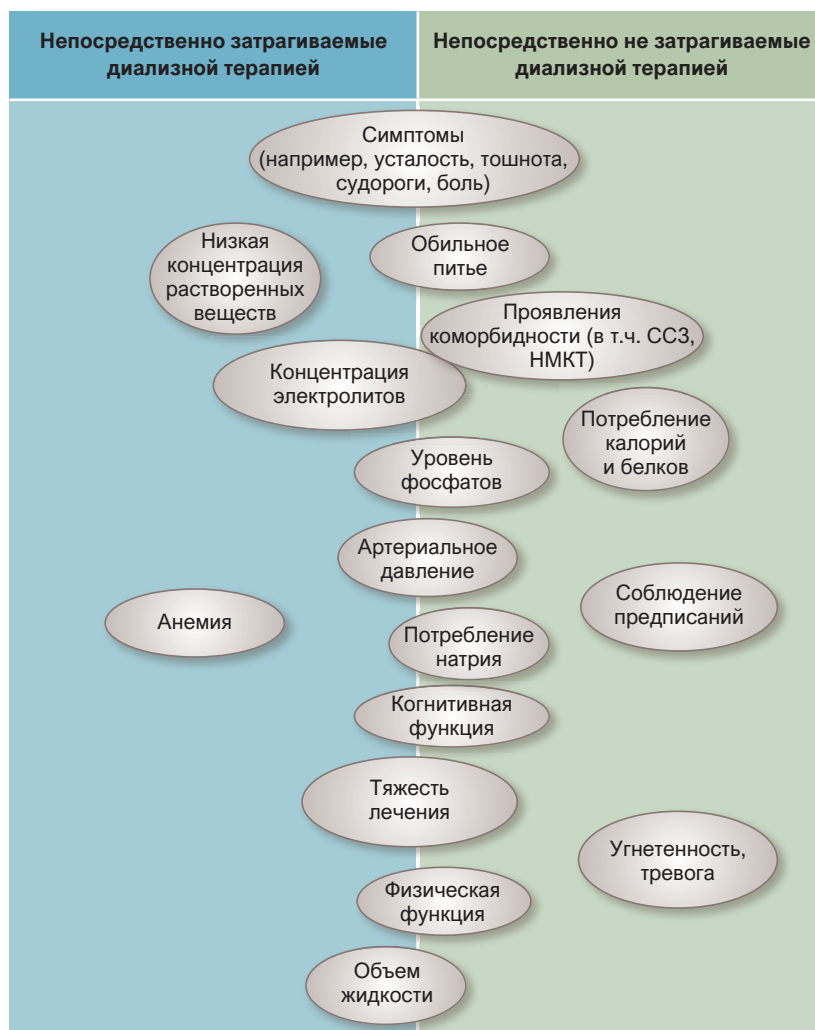 Непосредственно затрагиваемые
диализной терапией
Непосредственно не затрагиваемые
диализной терапией
Симптомы
(например, усталость, тошнота,
судороги, боль)
Низкая
концентрация
растворенных
веществ
Обильное
питье
Проявления
коморбидности (в т.ч. ССЗ,
НМКТ)
Концентрация
электролитов
Потребление
калорий
и белков
Уровень
фосфатов
Артериальное
давление
Соблюдение
предписаний
Анемия
Потребление
натрия
Когнитивная
функция
Тяжесть
лечения
Угнетенность,
тревога
Физическая
функция
Объем
жидкости